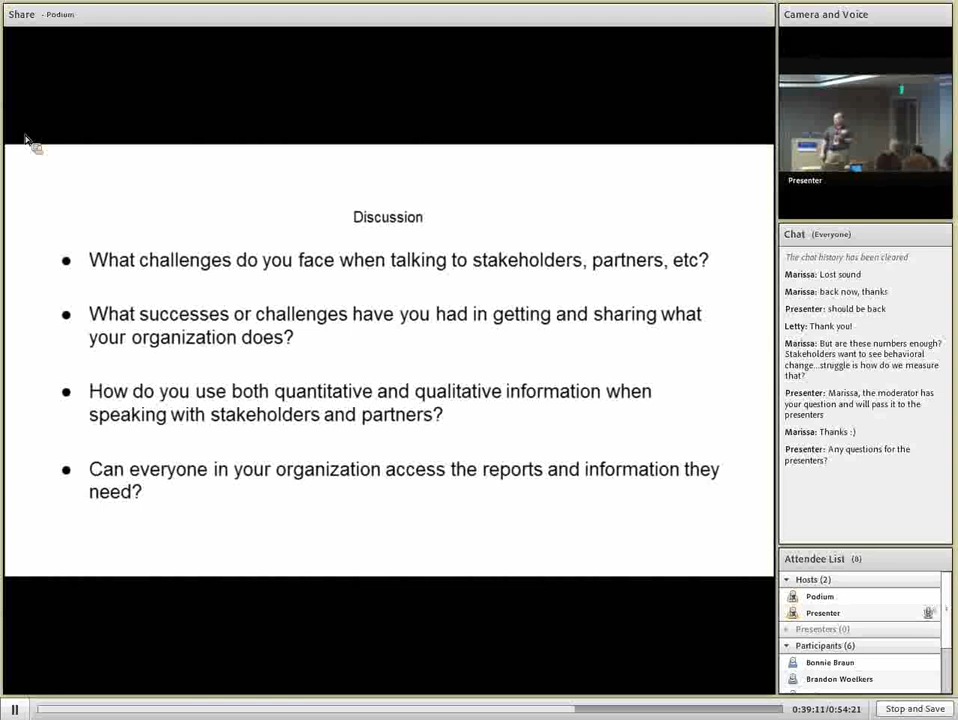 Share - Podium
Camera and Voice
Presenter
Discussion
● What challenges do you face when talking to stakeholders, partners, etc?
● What successes or challenges have you had in getting and sharing what
your organization does?
● How do you use both quantitative and qualitative information when
speaking with stakeholders and partners?
● Can everyone in your organization access the reports and information they
need?
Chat (Everyone)
The chat history has been cleared
Marissa: Lost sound
Marissa: back now, thanks
Presenter: should be back
Letty: Thank you!
Marissa: But are these numbers enough?
Stakeholders want to see behavioral
change...struggle is how do we measure
that?
Presenter: Marissa, the moderator has
your question and will pass it to the
presenters
Marissa: Thanks :)
Presenter: Any questions for the
presenters?
Attendee List (8)
Hosts (2)
Podium
Presenter
Presenters (0)
Participants (6)
Bonnie Braun
Brandon Woelkers
0:39:11/0:54:21
Stop and Save